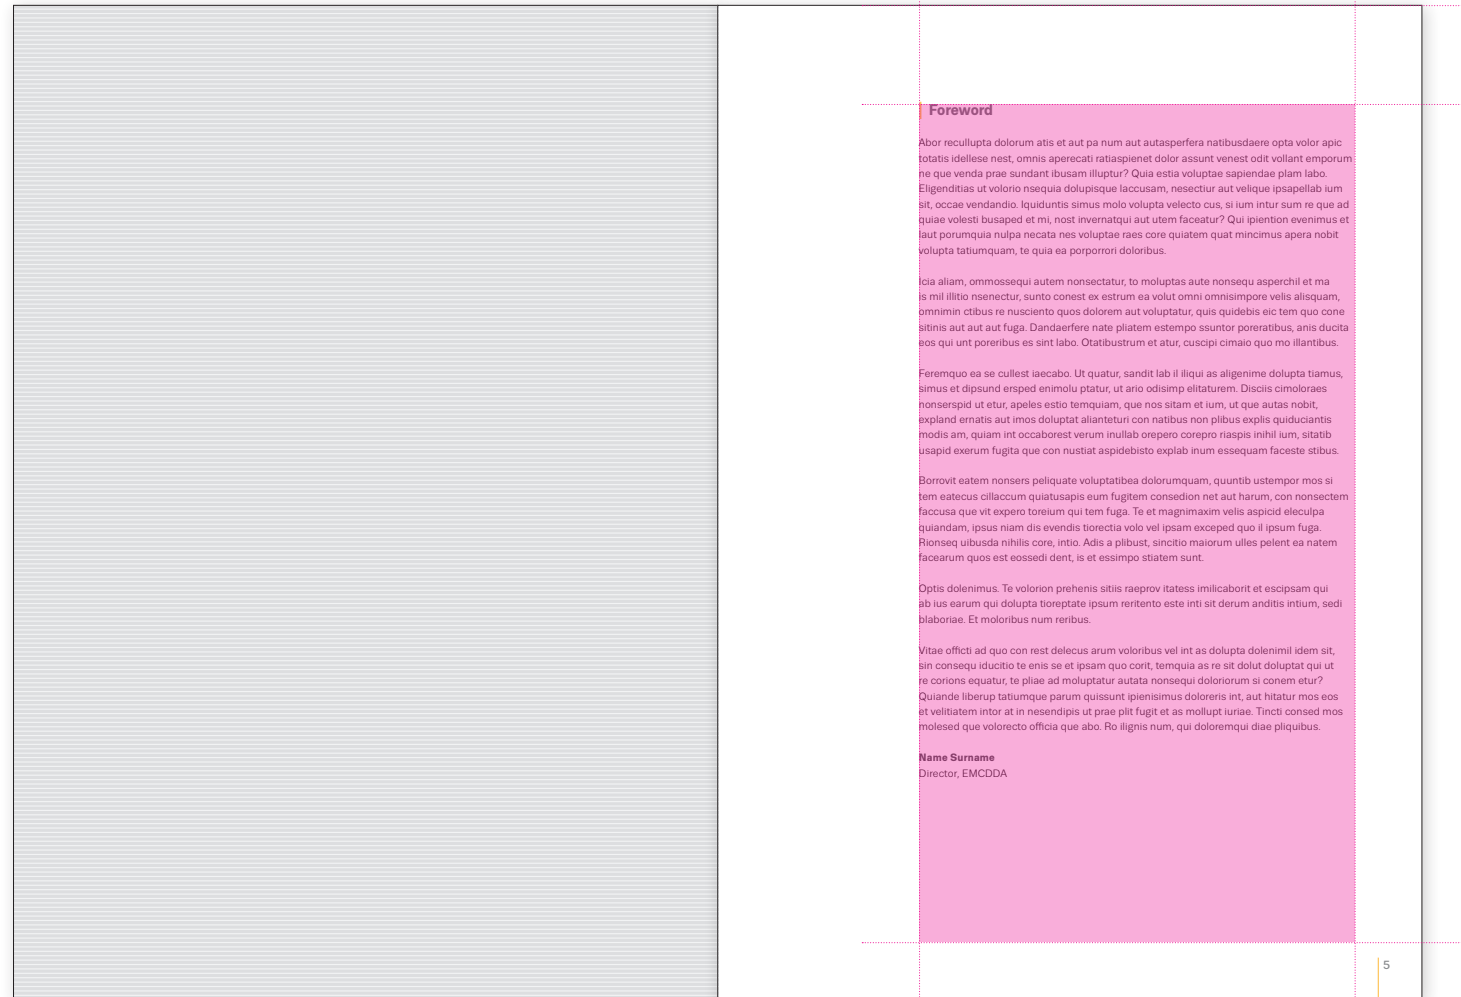 Foreword
Abor recullupta dolorum atis et aut pa num aut autasperfera natibusdaere opta volor apic
totatis idellese nest, omnis aperecati ratiaspienet dolor assunt venest odit vollant emporum
ne que venda prae sundant ibusam illuptur? Quia estia voluptae sapiendae plam labo.
Eligenditias ut volorio nsequia dolupisque laccusam, nesectiur aut velique ipsapellab ium
sit, occae vendandio. Iquiduntis simus molo volupta velecto cus, si ium intur sum re que ad
quiae volesti busaped et mi, nost invernatqui aut utem faceatur? Qui ipiention evenimus et
laut porumquia nulpa necata nes voluptae raes core quiatem quat mincimus apera nobit
volupta tatiumquam, te quia ea porporrori doloribus.
Icia aliam, ommossequi autem nonsectatur, to moluptas aute nonsequ asperchil et ma
is mil illitio nsenectur, sunto conest ex estrum ea volut omni omnisimpore velis alisquam,
omnimin ctibus re nusciento quos dolorem aut voluptatur, quis quidebis eic tem quo cone
sitinis aut aut aut fuga. Dandaerfere nate pliatem estempo ssuntor poreratibus, anis ducita
eos qui unt poreribus es sint labo. Otatibustrum et atur, cuscipi cimaio quo mo illantibus.
Feremquo ea se cullest iaecabo. Ut quatur, sandit lab il iliqui as aligenime dolupta tiamus,
simus et dipsund ersped enimolu ptatur, ut ario odisimp elitaturem. Disciis cimoloraes
nonserspid ut etur, apeles estio temquiam, que nos sitam et ium, ut que autas nobit,
expland ernatis aut imos doluptat alianteturi con natibus non plibus explis quiduciantis
modis am, quiam int occaborest verum inullab orepero corepro riaspis inihil ium, sitatib
usapid exerum fugita que con nustiat aspidebisto explab inum essequam faceste stibus.
Borrovit eatem nonsers peliquate voluptatibea dolorumquam, quuntib ustempor mos si
tem eatecus cillaccum quiatusapis eum fugitem consedion net aut harum, con nonsectem
faccusa que vit expero toreium qui tem fuga. Te et magnimaxim velis aspicid eleculpa
quiandam, ipsus niam dis evendis tiorectia volo vel ipsam exceped quo il ipsum fuga.
Rionseq uibusda nihilis core, intio. Adis a plibust, sincitio maiorum ulles pelent ea natem
facearum quos est eossedi dent, is et essimpo stiatem sunt.
Optis dolenimus. Te volorion prehenis sitiis raeprov itatess imilicaborit et escipsam qui
ab ius earum qui dolupta tioreptate ipsum reritento este inti sit derum anditis intium, sedi
blaboriae. Et moloribus num reribus.
Vitae officti ad quo con rest delecus arum voloribus vel int as dolupta dolenimil idem sit,
sin consequ iducitio te enis se et ipsam quo corit, temquia as re sit dolut doluptat qui ut
re corions equatur, te pliae ad moluptatur autata nonsequi doloriorum si conem etur?
Quiande liberup tatiumque parum quissunt ipienisimus doloreris int, aut hitatur mos eos
et velitiatem intor at in nesendipis ut prae plit fugit et as mollupt iuriae. Tincti consed mos
molesed que volorecto officia que abo. Ro ilignis num, qui doloremqui diae pliquibus.
Name Surname
Director, EMCDDA
5